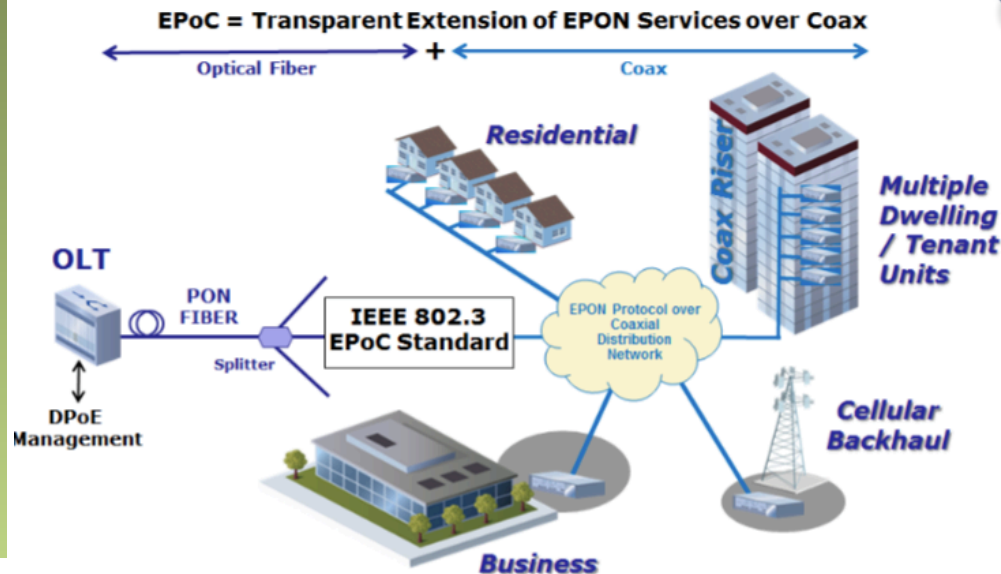 EPoC = Transparent Extension of EPON Services over Coax
+
Optical Fiber
Coax
Residential
Coax Riser
Multiple
Dwelling
/ Tenant
Units
OLT
PON
FIBER
Splitter
IEEE 802.3
EPoC Standard
EPON Protocol over
Coaxial
Distribution
Network
DPoE
Management
Cellular
Backhaul
Business